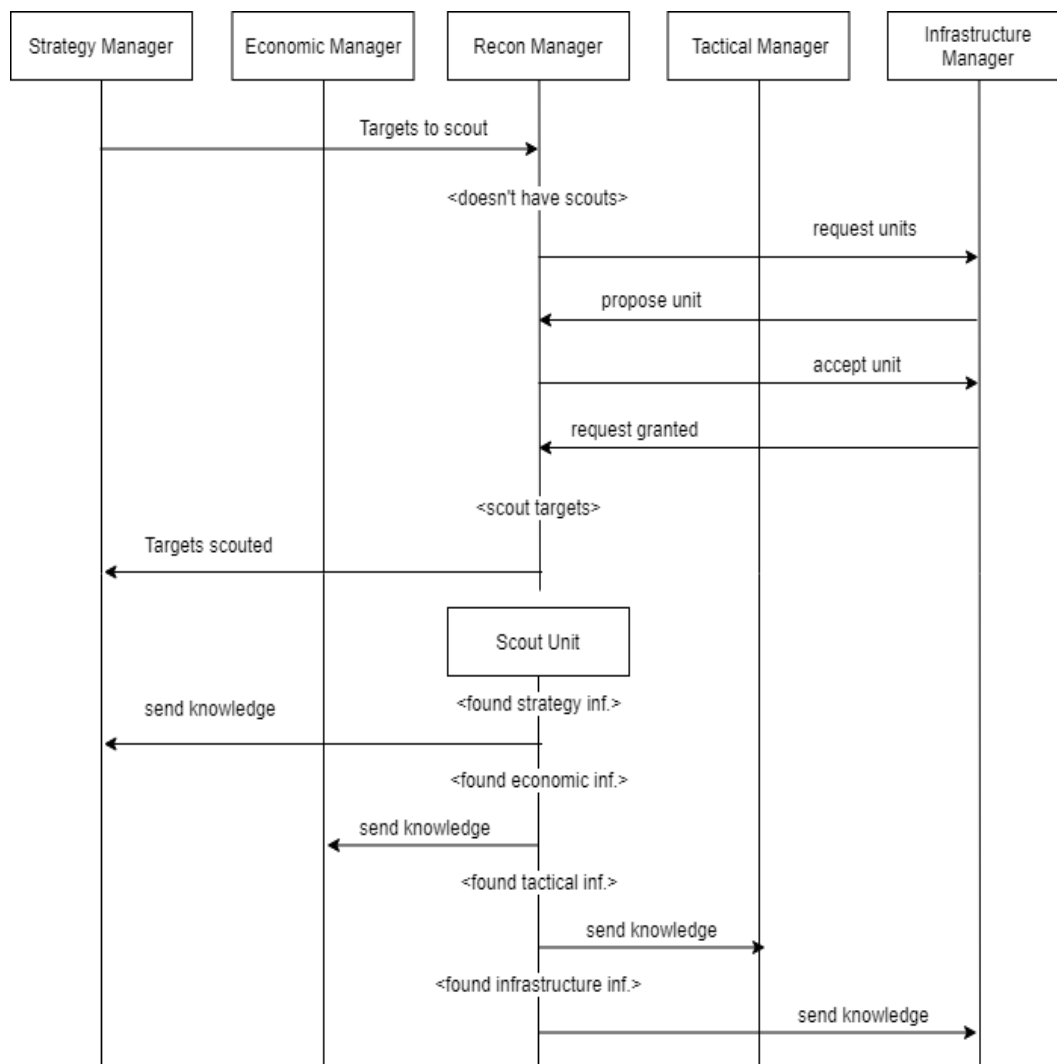 Strategy Manager
Economic Manager
Recon Manager
Tactical Manager
Infrastructure
Manager
Targets to scout
<doesn't have scouts>
request units
propose unit
accept unit
request granted
<scout targets>
Targets scouted
Scout Unit
<found strategy inf.>
send knowledge
<found economic inf.>
send knowledge
<found tactical inf.>
send knowledge
<found infrastructure inf.>
send knowledge